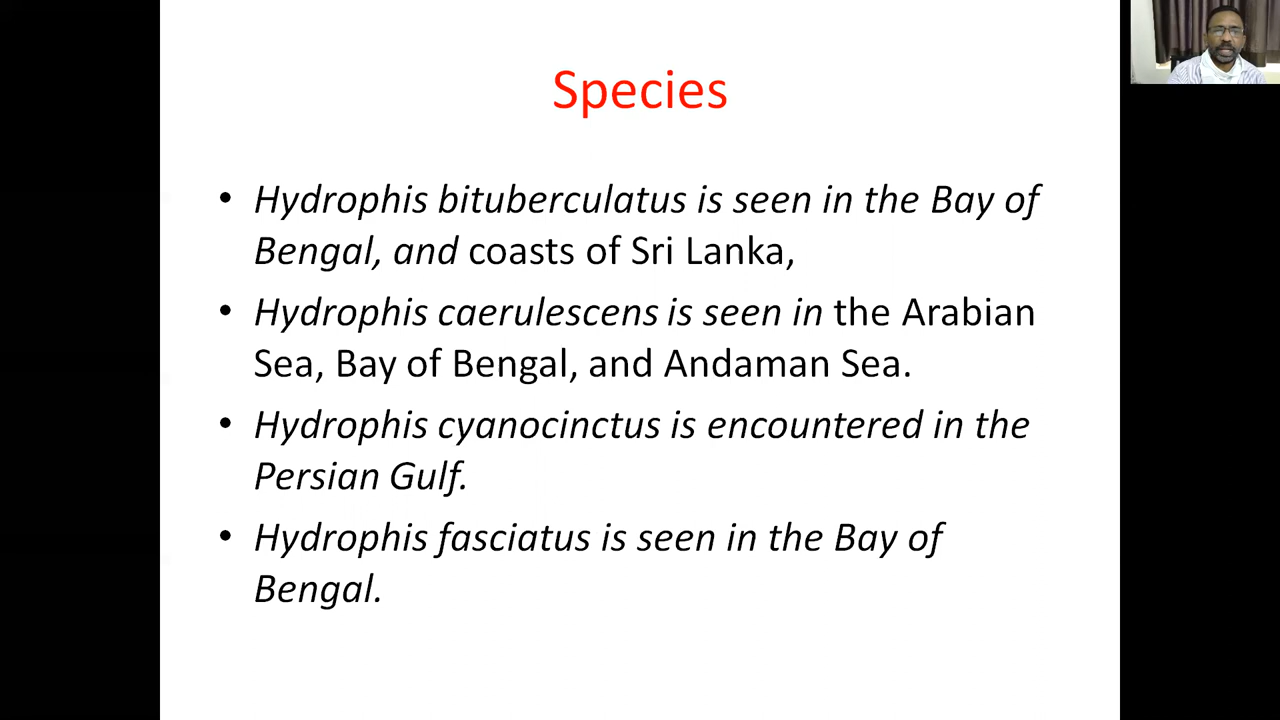 Species
• Hydrophis bituberculatus is seen in the Bay of
Bengal, and coasts of Sri Lanka,
• Hydrophis caerulescens is seen in the Arabian
Sea, Bay of Bengal, and Andaman Sea.
• Hydrophis cyanocinctus is encountered in the
Persian Gulf.
• Hydrophis fasciatus is seen in the Bay of
Bengal.